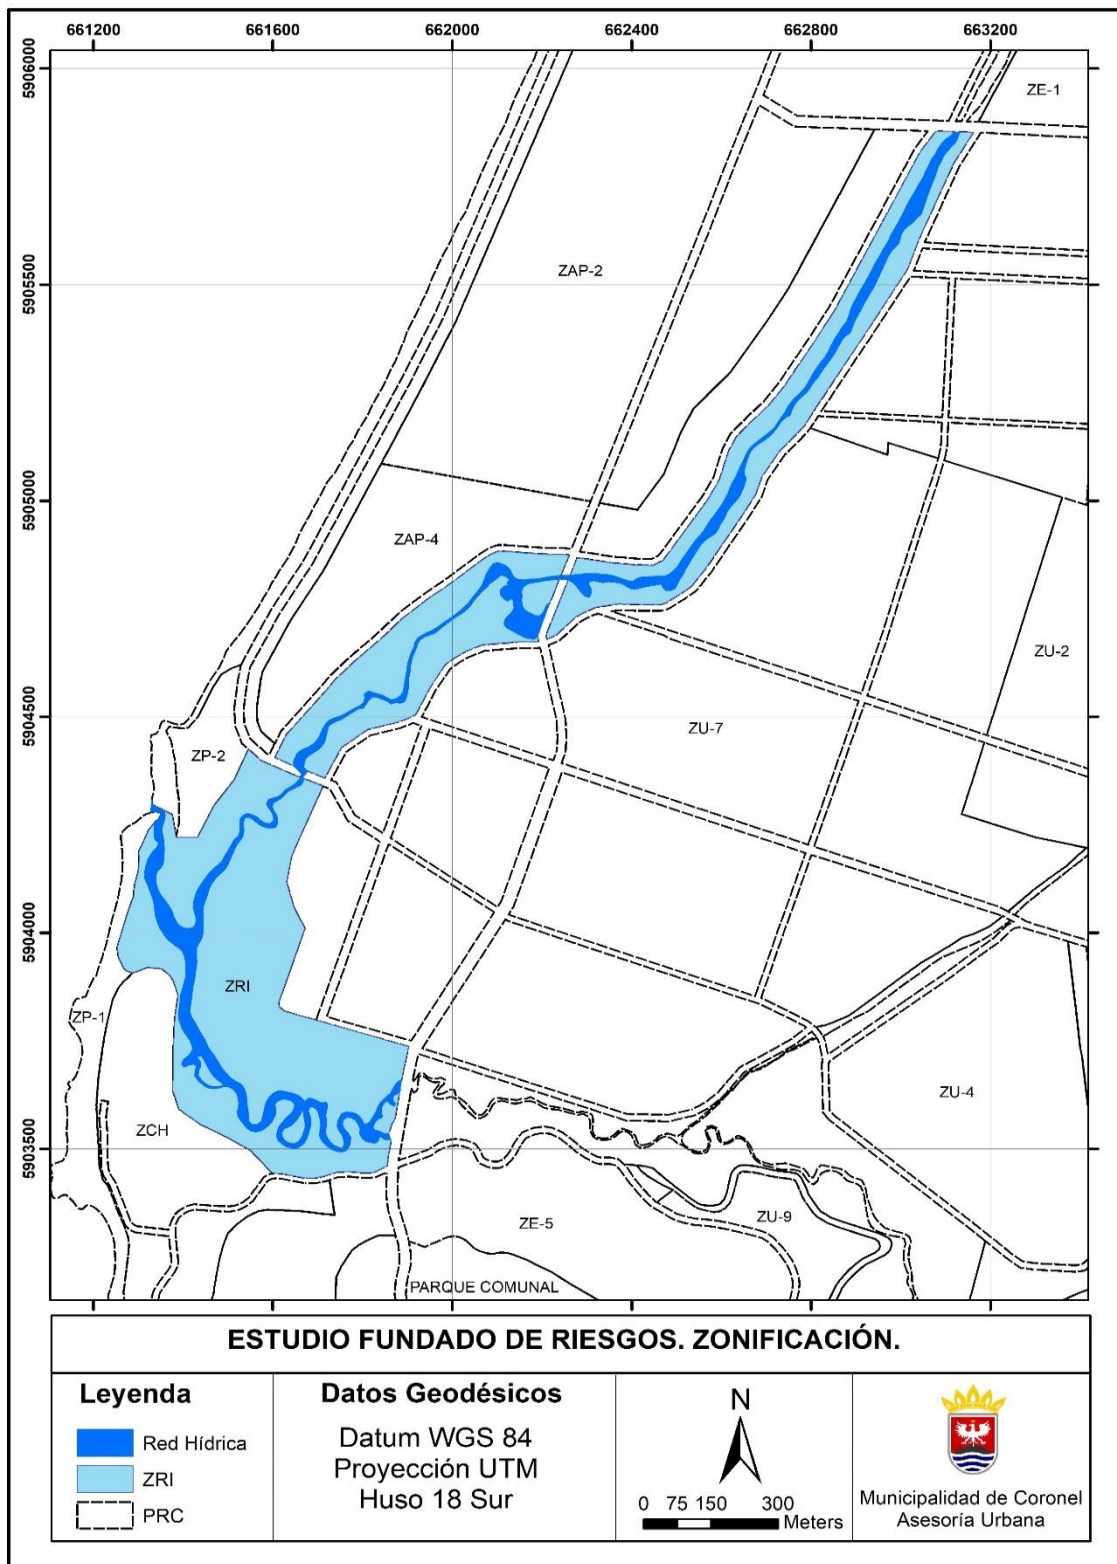 661200 661600 662000 662400 662800 663200
5906000
ZE-1
ZAP-2
5905500
5905000
ZAP-4
ZU-2
5904500
ZP-2
ZU-7
5904000
ZRI
ZP-1
ZU-4
ZCH
5903500
ZE-5
ZU-9
PARQUE COMUNAL
ESTUDIO FUNDADO DE RIESGOS. ZONIFICACIÓN.
Leyenda
Red Hídrica
ZRI
PRC
Datos Geodésicos
Datum WGS 84
Proyección UTM
Huso 18 Sur
N
0 75 150 300
Meters
Municipalidad de Coronel
Asesoría Urbana